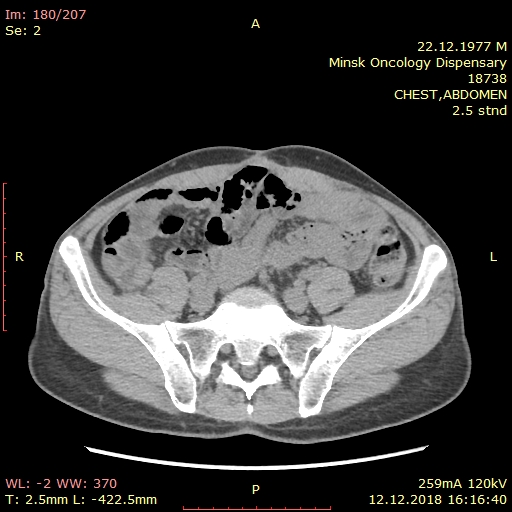 Im: 180/207
Se: 2
A
22.12.1977 M
Minsk Oncology Dispensary
18738
CHEST,ABDOMEN
2.5 stnd
R
L
WL: -2 WW: 370
T: 2.5mm L: -422.5mm
P
259mA 120kV
12.12.2018 16:16:40